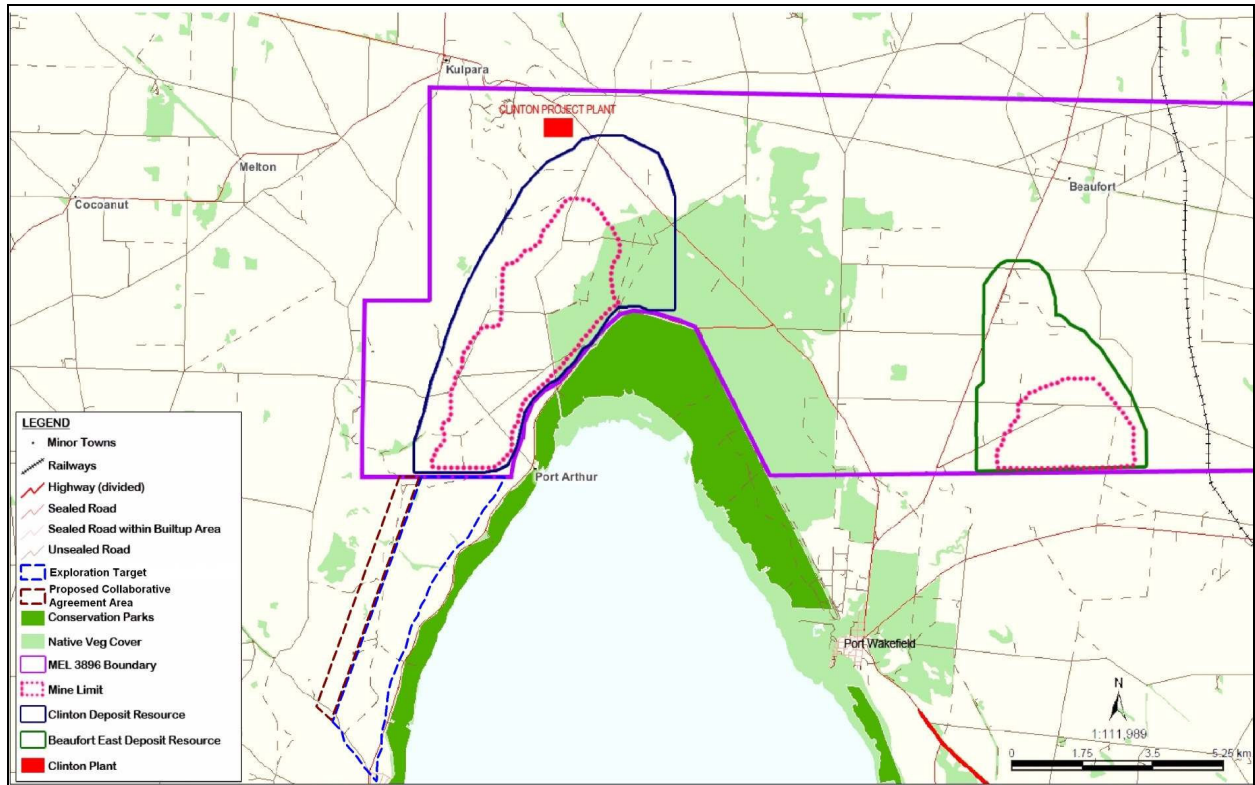 Kulpara
CLINTON PROJECT PLANT
Melton
Beaufort
Cocoanut
Port Arthur
Port Wakefield
LEGEND
Minor Towns
Railways
Highway (divided)
Sealed Road
Sealed Road within Builtup Area
Unsealed Road
Exploration Target
Proposed Collaborative
Agreement Area
Conservation Parks
Native Veg Cover
MEL 3896 Boundary
Mine Limit
Clinton Deposit Resource
Beaufort East Deposit Resource
Clinton Plant
N
1:111,989
0 1.75 3.5 5.25 km